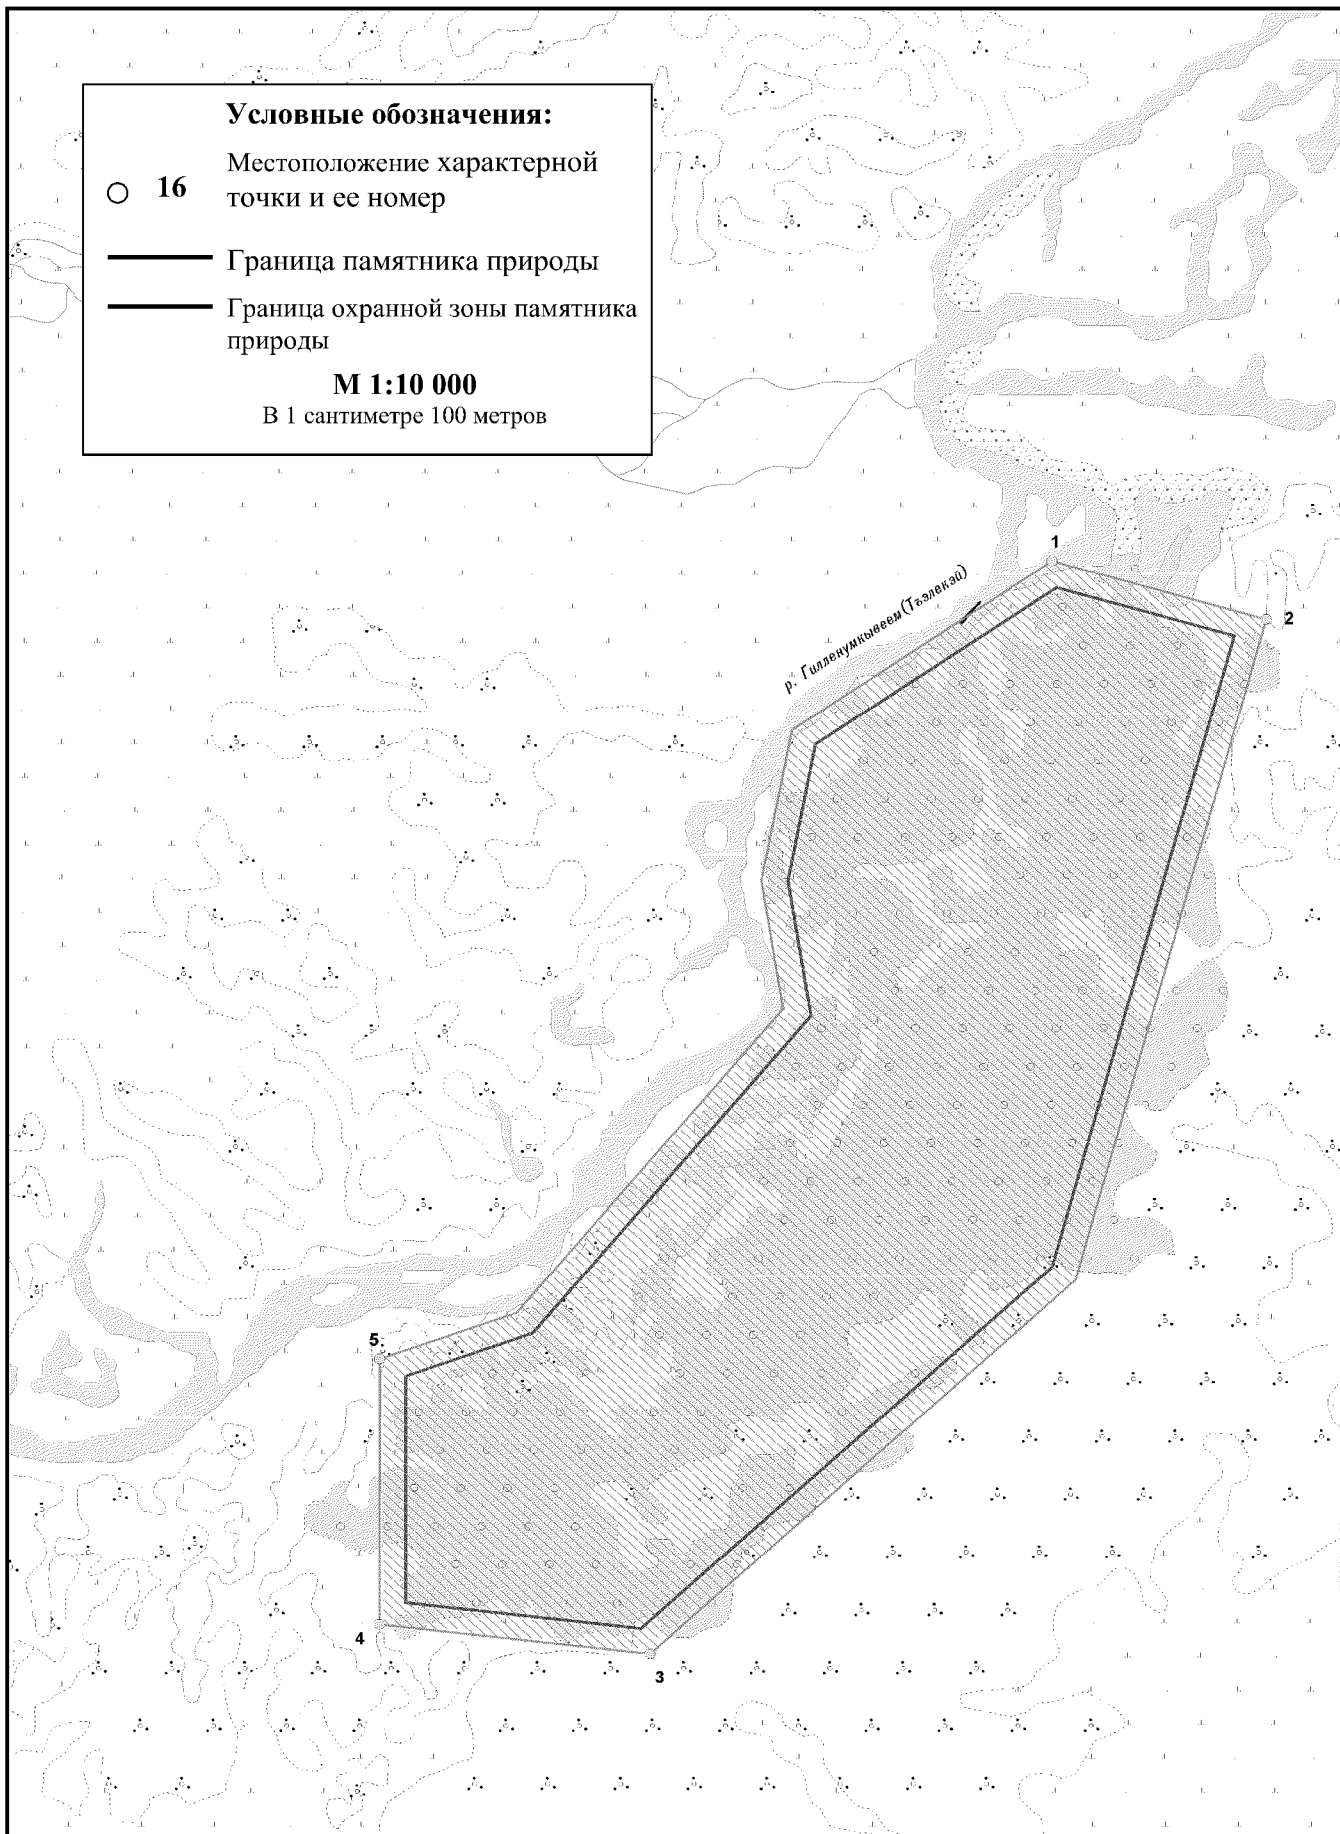 Условные обозначения:
16
Местоположение характерной
точки и ее номер
Граница памятника природы
Граница охранной зоны памятника
природы
М 1:10 000
В 1 сантиметре 100 метров
1
р. Гилленумкывеем (Тъэлекэй)
2
5
4
3